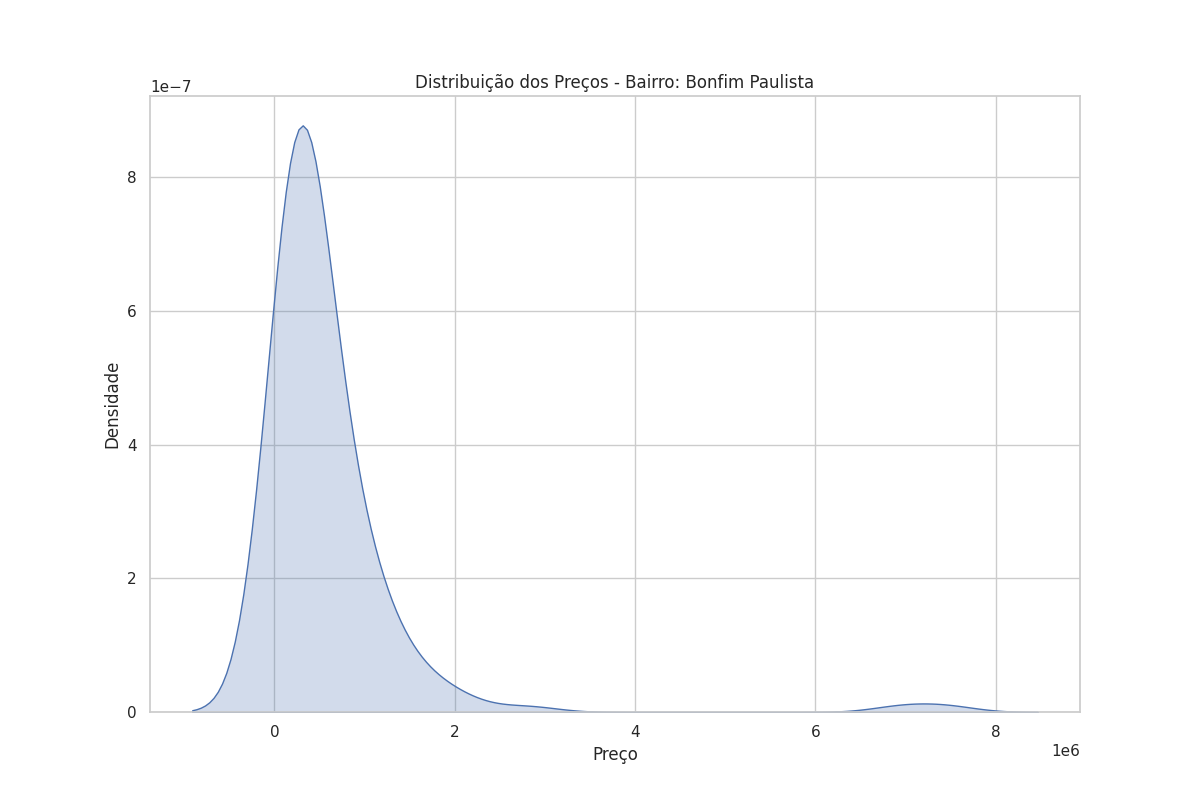 Distribuição dos Preços - Bairro: Bonfim Paulista
1e−7
8
6
4
2
0
Densidade
0 2 4 6 8
1e6
Preço